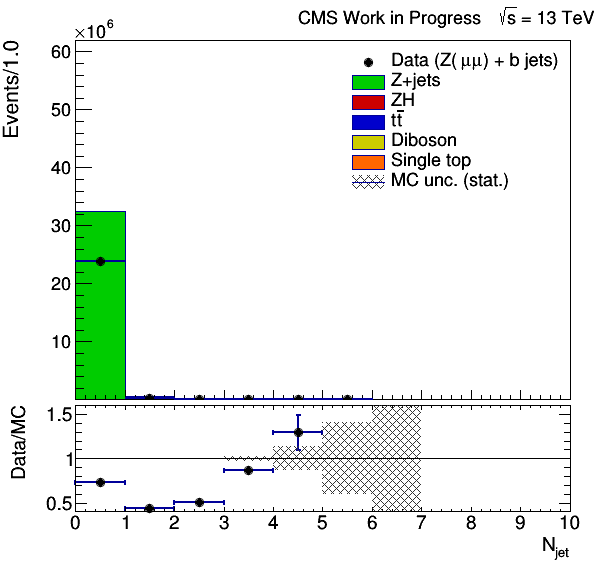 CMS Work in Progress √s = 13 TeV
×10⁶
Events/1.0
60
50
40
30
20
10
Data (Z(μμ) + b jets)
Z+jets
ZH
tt̄
Diboson
Single top
MC unc. (stat.)
Data/MC
1.5
1
0.5
0 1 2 3 4 5 6 7 8 9 10
N_jet